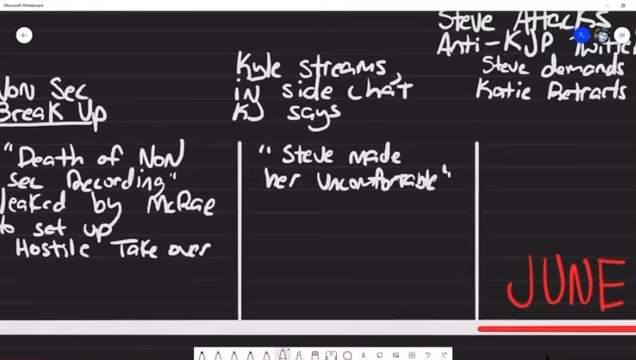 Microsoft Whiteboard
Non Sec
Break Up
"Death of Non
Sec Recording"
leaked by McRae
to set up
Hostile Take over
Kyle streams,
in side chat
KJ says
"Steve made
her uncomfortable"
Steve Attacks
Anti-KJP Twitter
Steve demands
Katie Retracts
JUNE